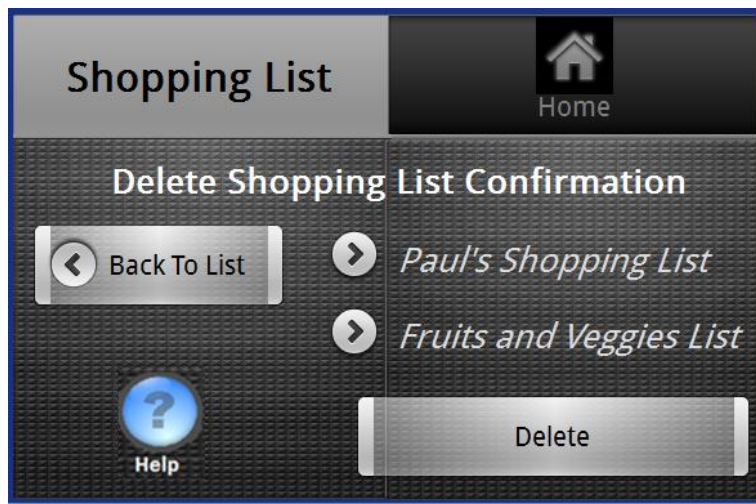 Shopping List
Home
Delete Shopping List Confirmation
Back To List
Paul's Shopping List
Fruits and Veggies List
?
Help
Delete